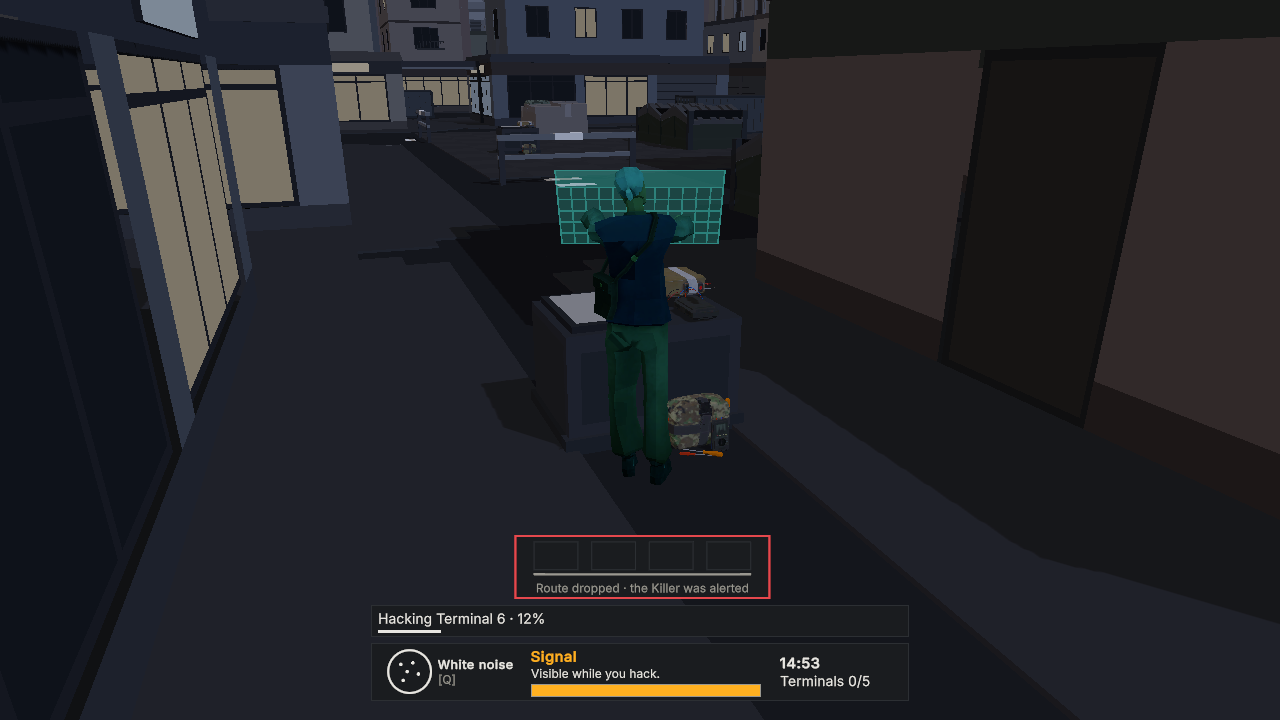 Route dropped · the Killer was alerted
Hacking Terminal 6 · 12%
White noise
[Q]
Signal
Visible while you hack.
14:53
Terminals 0/5